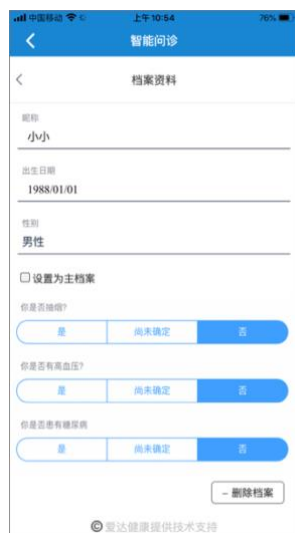 中国移动 上午10:54 76%
智能问诊
档案资料
昵称
小小
出生日期
1988/01/01
性别
男性
设置为主档案
你是否抽烟?
是 尚未确定 否
你是否有高血压?
是 尚未确定 否
你是否患有糖尿病
是 尚未确定 否
- 删除档案
© 爱达健康提供技术支持